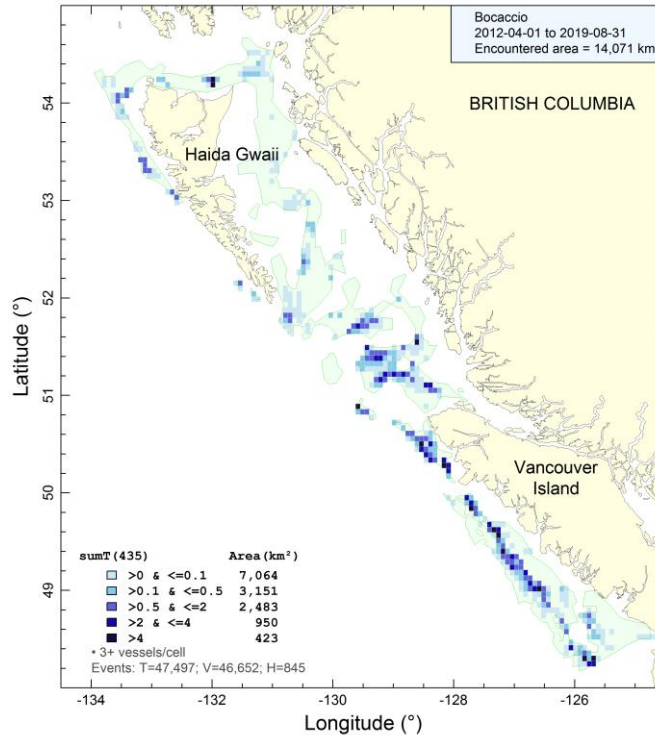 Bocaccio
2012-04-01 to 2019-08-31
Encountered area = 14,071 km
BRITISH COLUMBIA
Haida Gwaii
Vancouver
Island
54
53
52
51
50
49
Latitude (°)
sumT(435) Area(km²)
>0 & <=0.1 7,064
>0.1 & <=0.5 3,151
>0.5 & <=2 2,483
>2 & <=4 950
>4 423
• 3+ vessels/cell
Events: T=47,497; V=46,652; H=845
-134 -132 -130 -128 -126
Longitude (°)